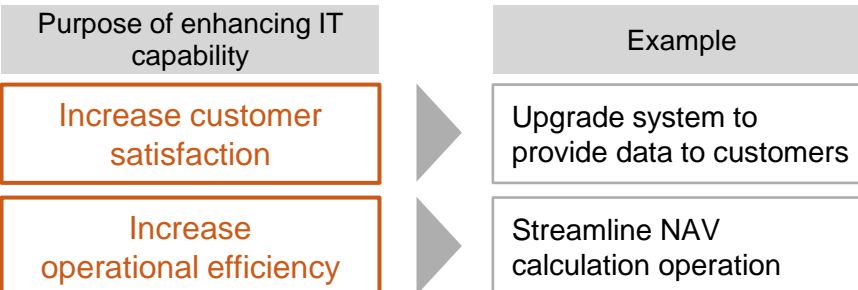 Purpose of enhancing IT
capability
Example
Increase customer
satisfaction
Upgrade system to
provide data to customers
Increase
operational efficiency
Streamline NAV
calculation operation